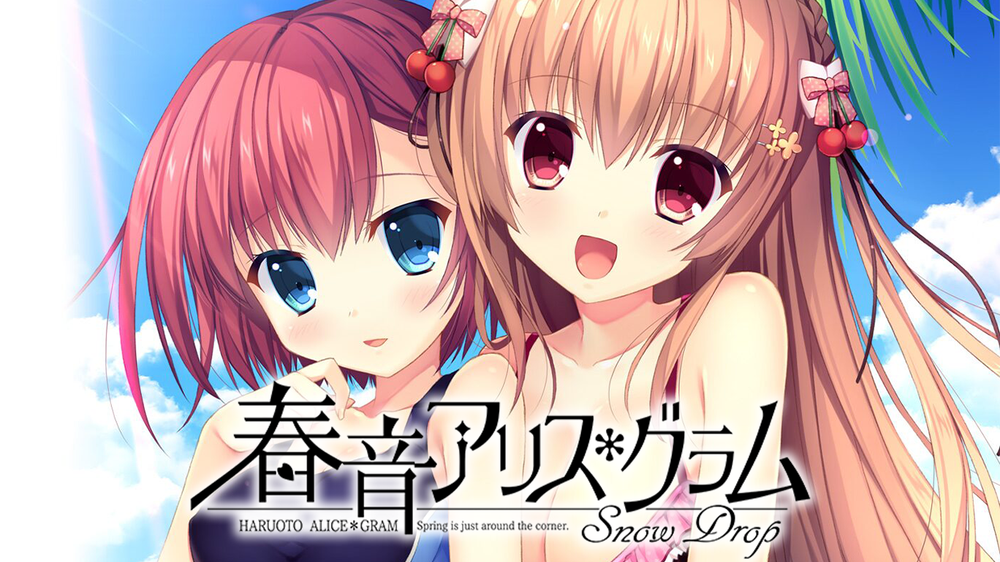 春音アリス*グラム
HARUOTO ALICE*GRAM Spring is just around the corner. Snow Drop